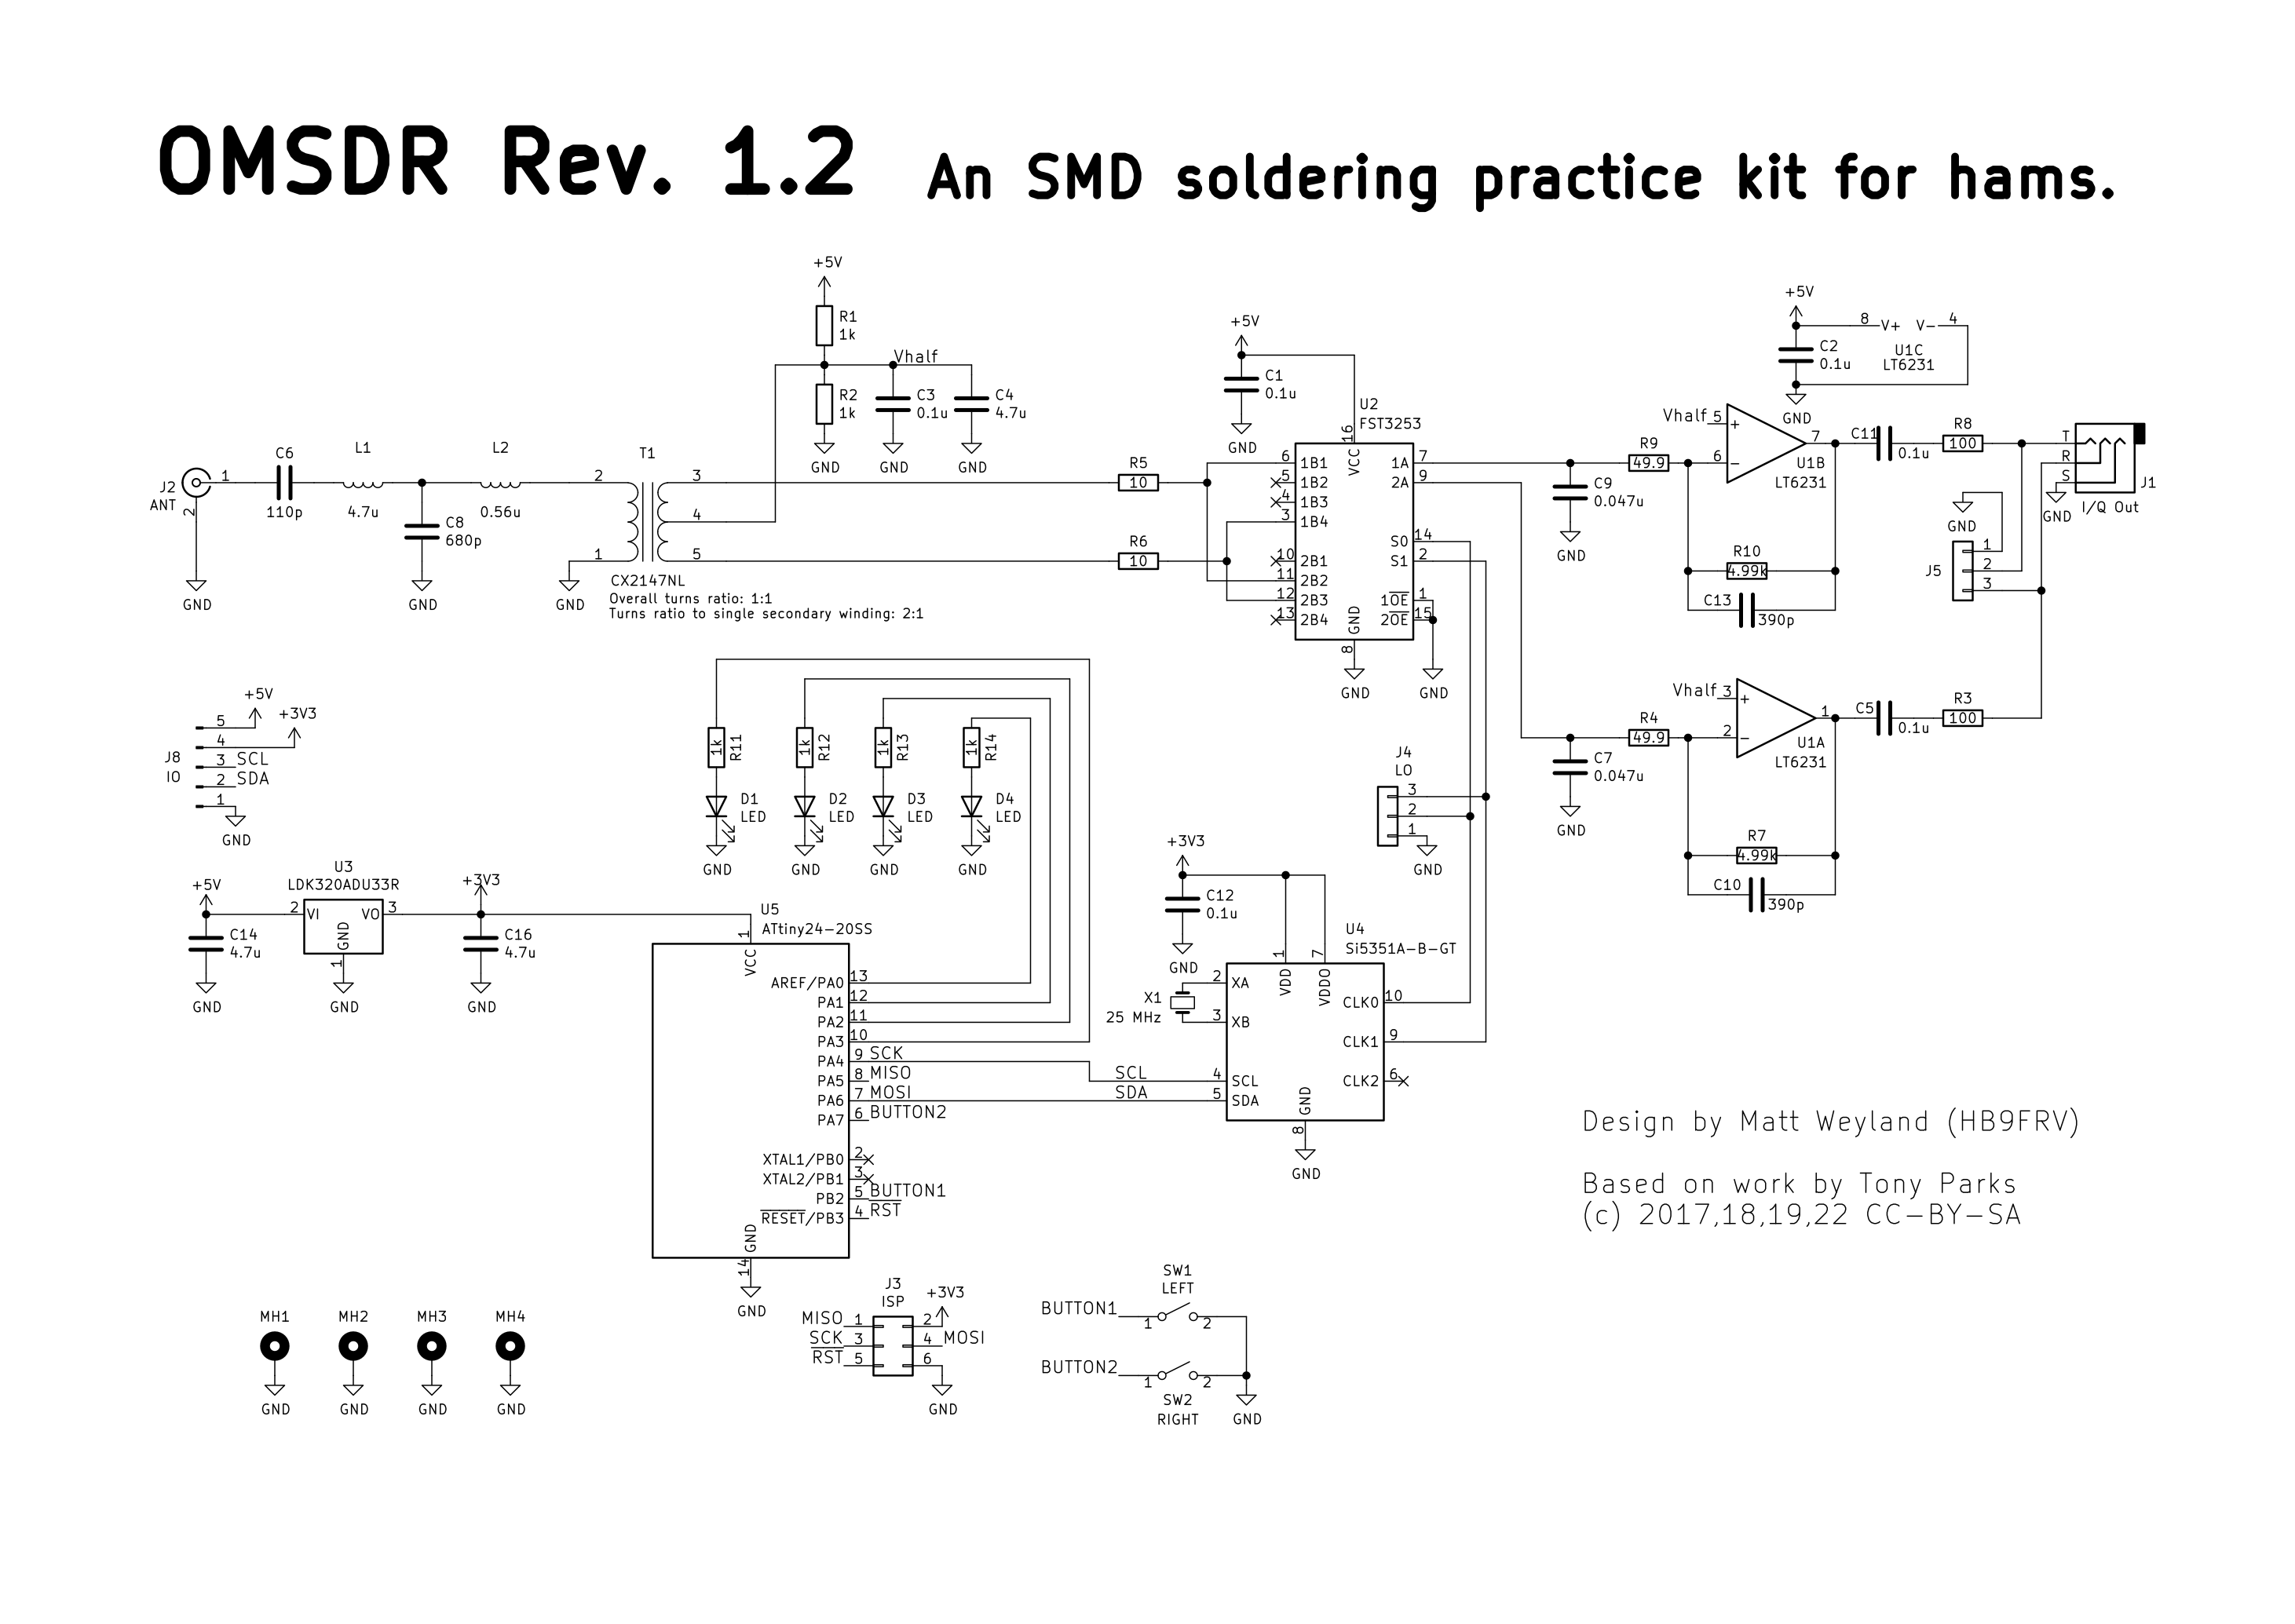 OMSDR Rev. 1.2 An SMD soldering practice kit for hams.
+5V
R1
1k
Vhalf
R2
1k
C3
0.1u
C4
4.7u
GND GND GND
J2
ANT
1
2
GND
C6
110p
L1
4.7u
C8
680p
GND
L2
0.56u
T1
2
1
3
4
5
GND
CX2147NL
Overall turns ratio: 1:1
Turns ratio to single secondary winding: 2:1
R5
10
R6
10
+5V
C1
0.1u
GND
U2
FST3253
16
VCC
6 1B1
5 1B2
4 1B3
3 1B4
10 2B1
11 2B2
12 2B3
13 2B4
1A 7
2A 9
S0 14
S1 2
1OE 1
2OE 15
GND
8
GND GND
C9
0.047u
GND
R9
49.9
+5V
C2
0.1u
GND
8 V+ V- 4
U1C
LT6231
Vhalf 5 +
6 -
7
U1B
LT6231
R10
4.99k
C13
390p
C11
0.1u
R8
100
T
R
S
J1
I/Q Out
GND
GND
J5
1
2
3
C7
0.047u
GND
R4
49.9
Vhalf 3 +
2 -
1
U1A
LT6231
R7
4.99k
C10
390p
C5
0.1u
R3
100
J8
IO
5
4
3 SCL
2 SDA
1
+5V
+3V3
GND
+5V
C14
4.7u
GND
U3
LDK320ADU33R
2 VI
VO 3
GND
1
GND
+3V3
C16
4.7u
GND
1k R11
1k R12
1k R13
1k R14
D1
LED
D2
LED
D3
LED
D4
LED
GND GND GND GND
U5
ATtiny24-20SS
1
VCC
AREF/PA0 13
PA1 12
PA2 11
PA3 10
PA4 9 SCK
PA5 8 MISO
PA6 7 MOSI
PA7 6 BUTTON2
XTAL1/PB0 2
XTAL2/PB1 3
PB2 5 BUTTON1
RESET/PB3 4 RST
GND
14
GND
SCL
SDA
J4
LO
3
2
1
GND
+3V3
C12
0.1u
GND
X1
25 MHz
U4
Si5351A-B-GT
1
VDD
7
VDDO
2 XA
3 XB
4 SCL
5 SDA
CLK0 10
CLK1 9
CLK2 6
GND
8
GND
Design by Matt Weyland (HB9FRV)
Based on work by Tony Parks
(c) 2017,18,19,22 CC-BY-SA
MH1 MH2 MH3 MH4
GND GND GND GND
J3
ISP
+3V3
MISO 1 2
SCK 3 4 MOSI
RST 5 6
GND
SW1
LEFT
BUTTON1 1 2
BUTTON2 1 2
SW2
RIGHT
GND